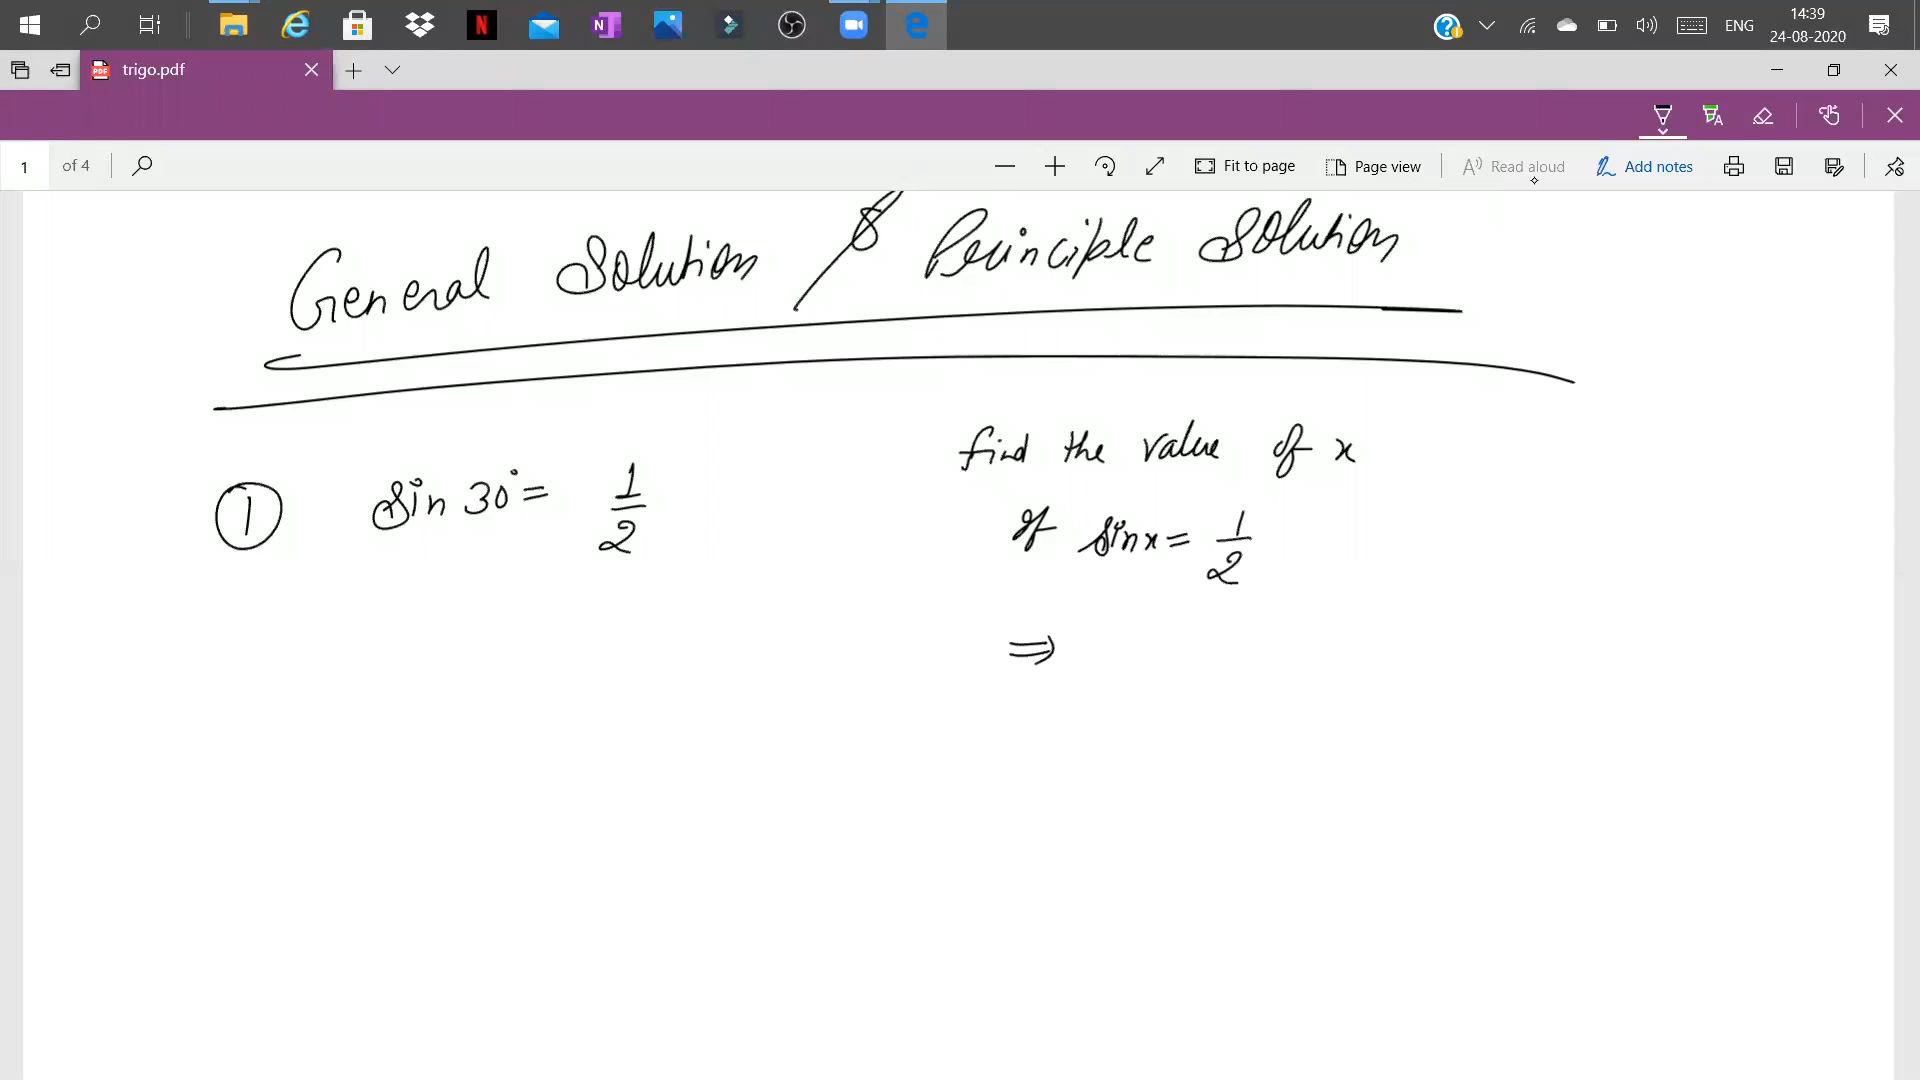 14:39
ENG
24-08-2020
trigo.pdf
1 of 4
Fit to page
Page view
Read aloud
Add notes
General Solution & Principle Solution
find the value of x
① Sin 30° = 1/2
of sin x = 1/2
⇒